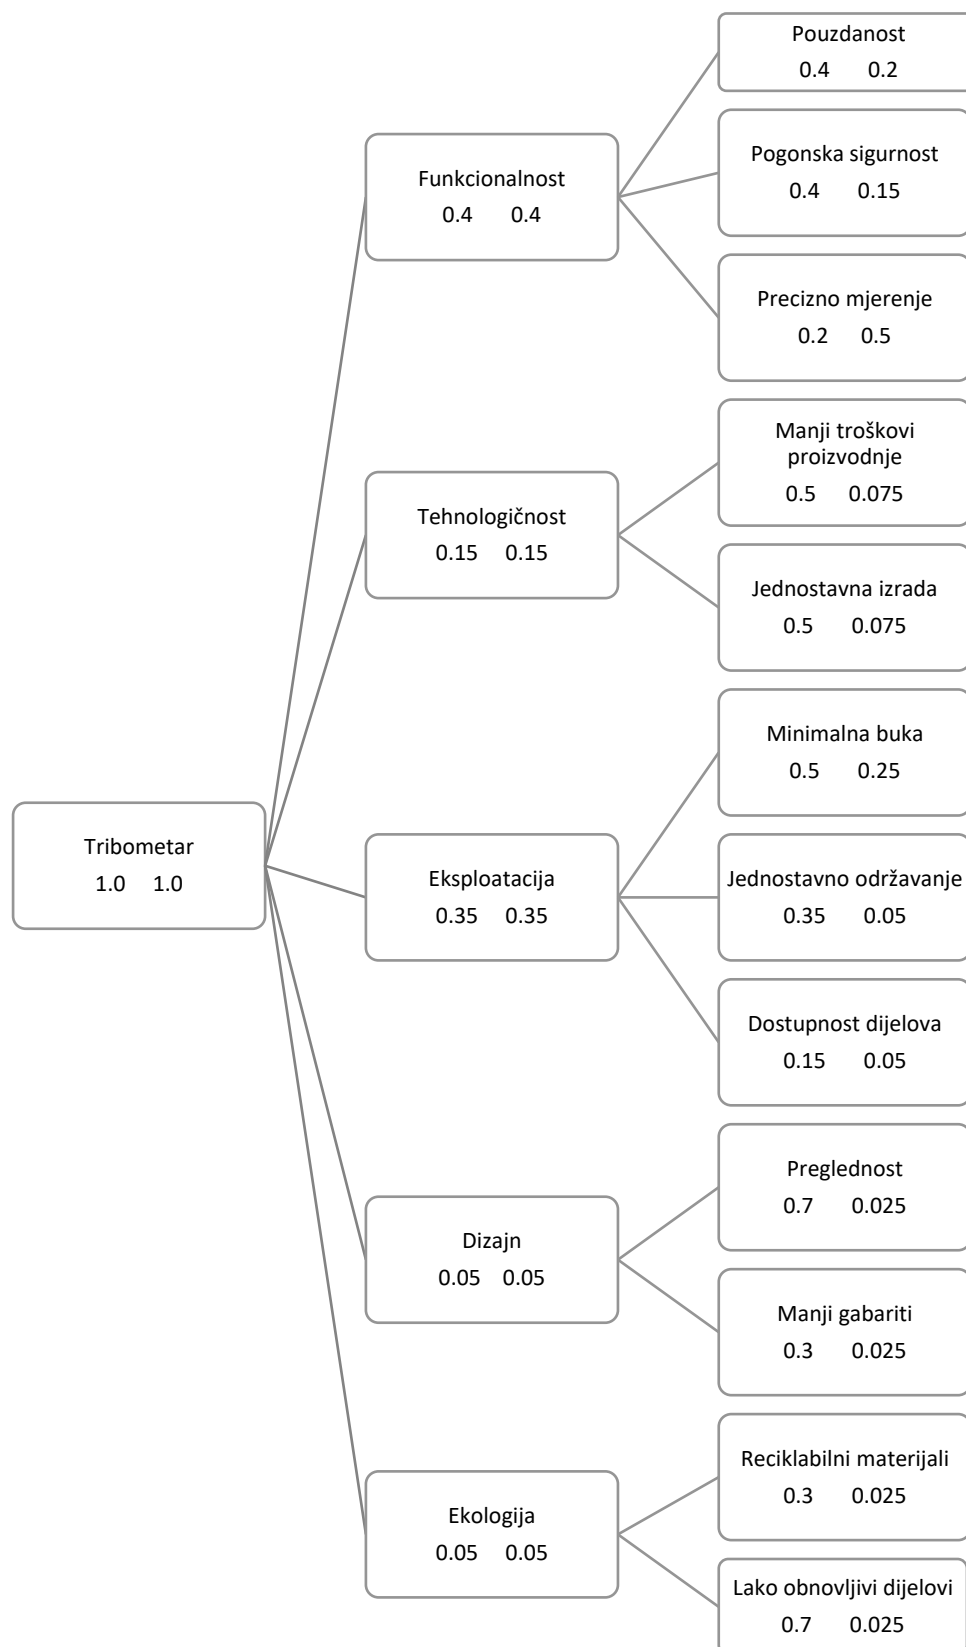 Tribometar
1.0 1.0
Funkcionalnost
0.4 0.4
Pouzdanost
0.4 0.2
Pogonska sigurnost
0.4 0.15
Precizno mjerenje
0.2 0.5
Tehnologičnost
0.15 0.15
Manji troškovi
proizvodnje
0.5 0.075
Jednostavna izrada
0.5 0.075
Eksploatacija
0.35 0.35
Minimalna buka
0.5 0.25
Jednostavno održavanje
0.35 0.05
Dostupnost dijelova
0.15 0.05
Dizajn
0.05 0.05
Preglednost
0.7 0.025
Manji gabariti
0.3 0.025
Ekologija
0.05 0.05
Reciklabilni materijali
0.3 0.025
Lako obnovljivi dijelovi
0.7 0.025